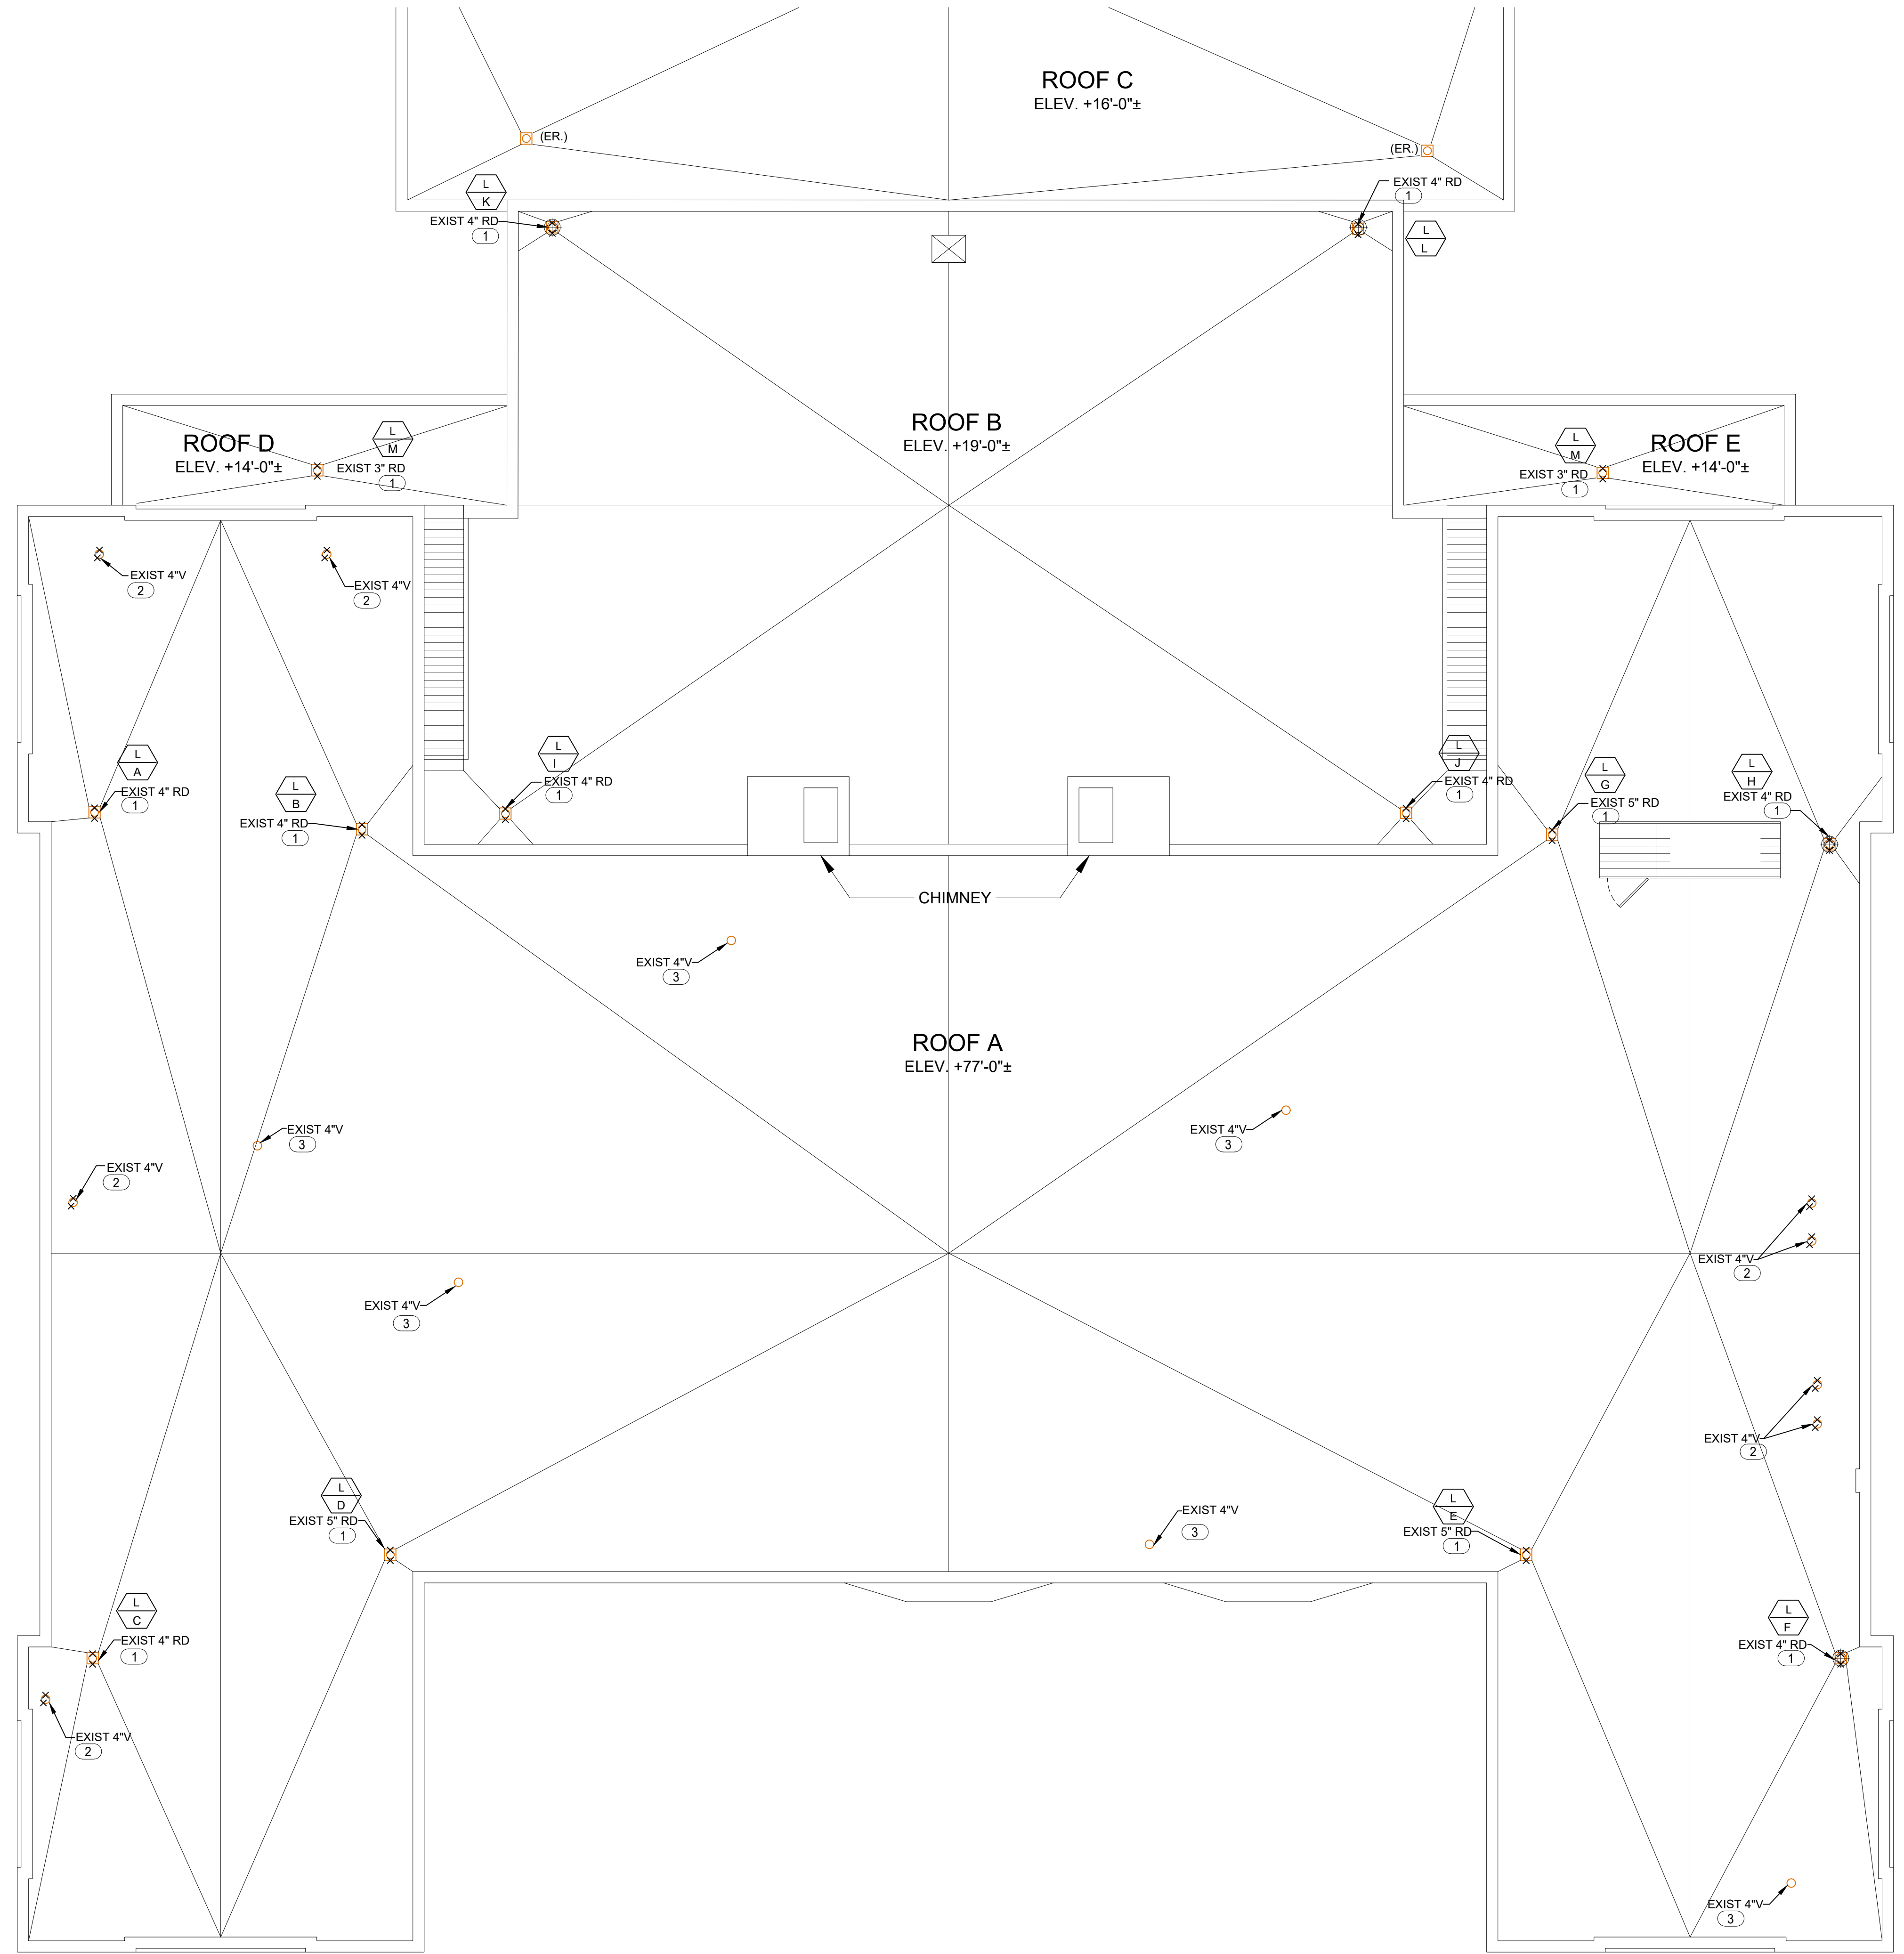 ROOF C
ELEV. +16'-0"±
(ER.)
(ER.)
L
K
EXIST 4" RD
1
EXIST 4" RD
1
L
L
ROOF B
ELEV. +19'-0"±
ROOF D
ELEV. +14'-0"±
L
M
EXIST 3" RD
1
L
M
EXIST 3" RD
1
ROOF E
ELEV. +14'-0"±
EXIST 4"V
2
EXIST 4"V
2
L
A
EXIST 4" RD
1
L
B
EXIST 4" RD
1
L
I
EXIST 4" RD
1
L
J
EXIST 4" RD
1
L
G
EXIST 5" RD
1
L
H
EXIST 4" RD
1
CHIMNEY
EXIST 4"V
3
ROOF A
ELEV. +77'-0"±
EXIST 4"V
3
EXIST 4"V
3
EXIST 4"V
2
EXIST 4"V
2
EXIST 4"V
3
EXIST 4"V
2
L
D
EXIST 5" RD
1
EXIST 4"V
3
L
E
EXIST 5" RD
1
L
C
EXIST 4" RD
1
L
F
EXIST 4" RD
1
EXIST 4"V
2
EXIST 4"V
3